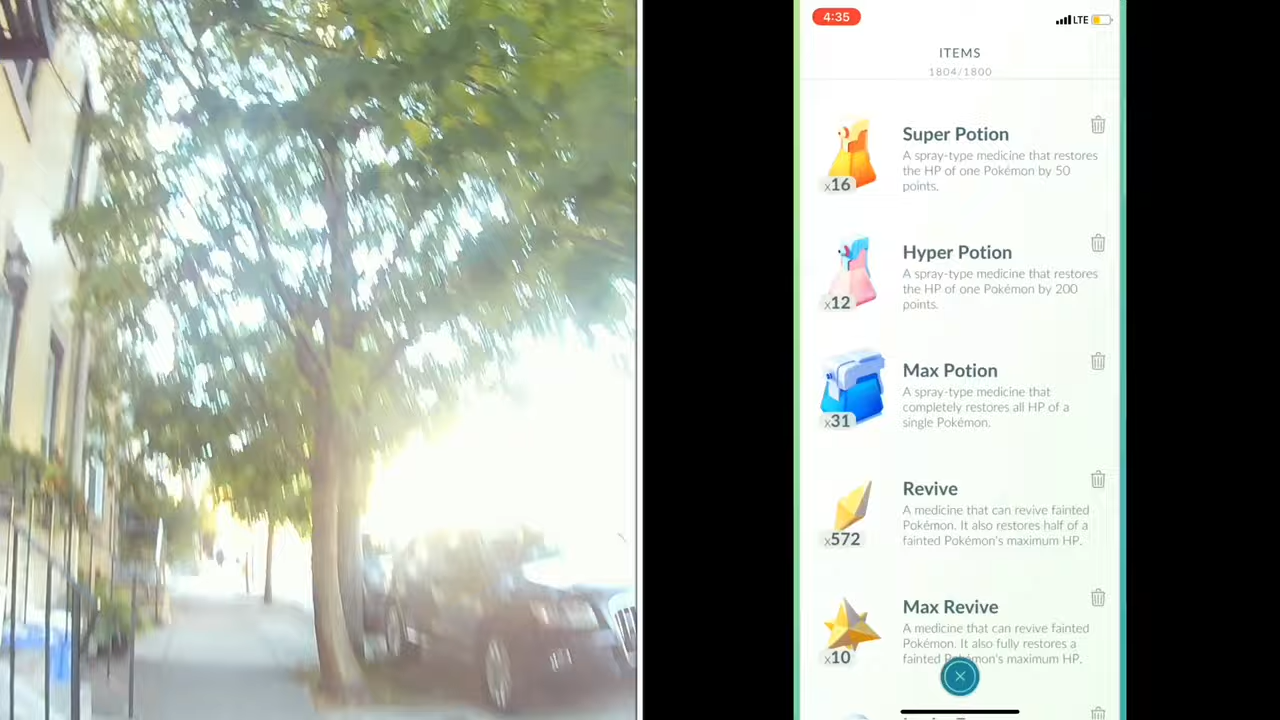 4:35
LTE
ITEMS
1804/1800
Super Potion
A spray-type medicine that restores
the HP of one Pokémon by 50
points.
x16
Hyper Potion
A spray-type medicine that restores
the HP of one Pokémon by 200
points.
x12
Max Potion
A spray-type medicine that
completely restores all HP of a
single Pokémon.
x31
Revive
A medicine that can revive fainted
Pokémon. It also restores half of a
fainted Pokémon's maximum HP.
x572
Max Revive
A medicine that can revive fainted
Pokémon. It also fully restores a
fainted Pokémon's maximum HP.
x10